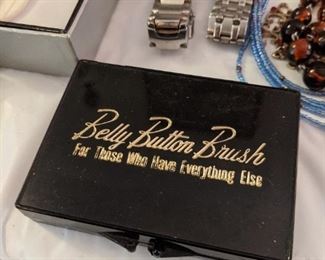 Belly Button Brush
For Those Who Have Everything Else